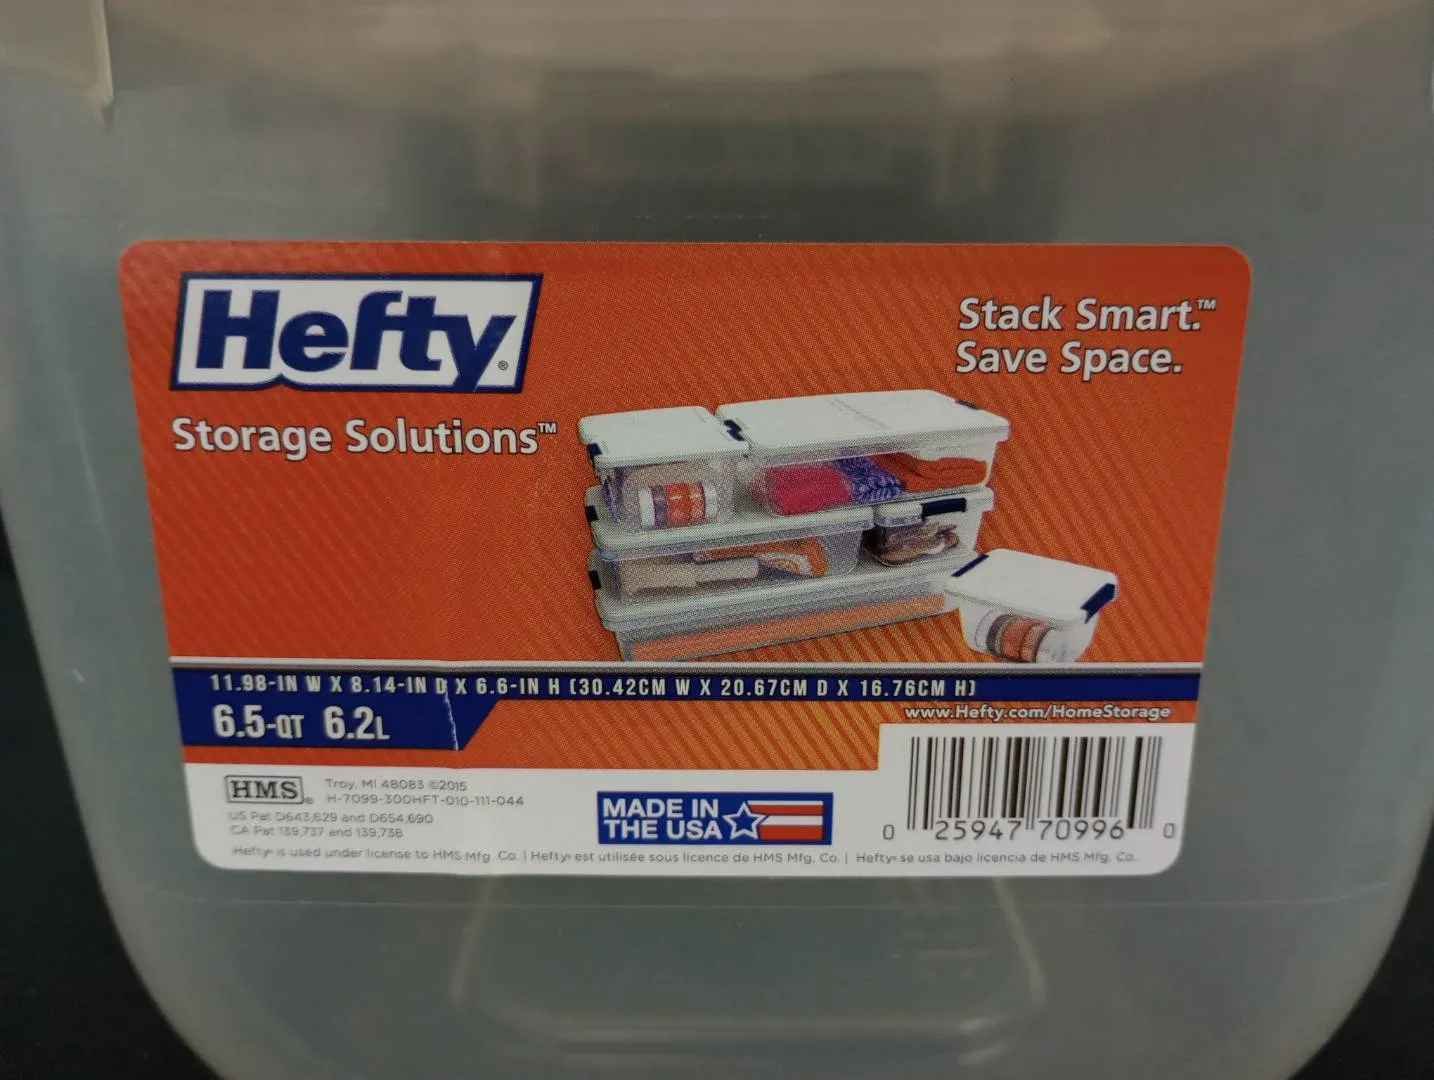 Hefty®
Storage Solutions™
Stack Smart.™
Save Space.
11.98-IN W X 8.14-IN D X 6.6-IN H (30.42CM W X 20.67CM D X 16.76CM H)
6.5-QT 6.2L
www.Hefty.com/HomeStorage
HMS®
Troy, MI 48083 ©2015
H-7099-300HFT-010-111-044
US Pat D643,629 and D654,690
CA Pat 139,737 and 139,738
MADE IN
THE USA
0 25947 70996 0
Hefty® is used under license to HMS Mfg. Co. | Hefty® est utilisée sous licence de HMS Mfg. Co. | Hefty® se usa bajo licencia de HMS Mfg. Co.